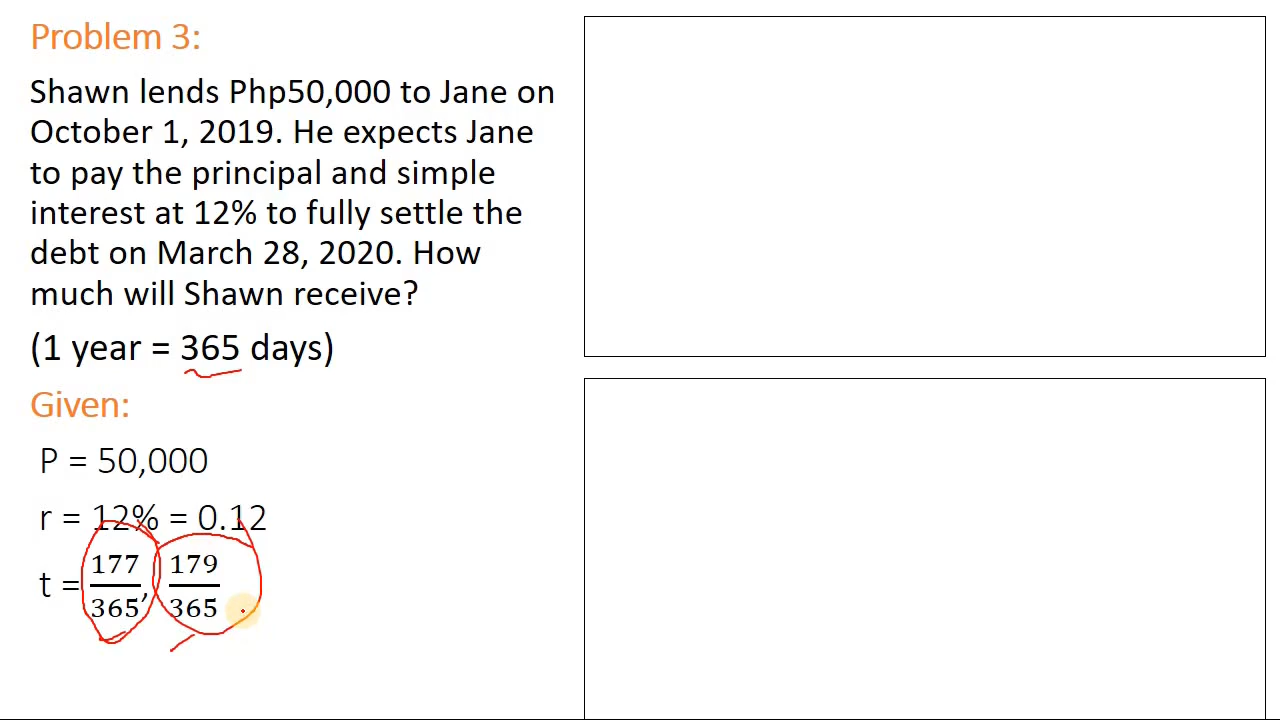 Problem 3:
Shawn lends Php50,000 to Jane on
October 1, 2019. He expects Jane
to pay the principal and simple
interest at 12% to fully settle the
debt on March 28, 2020. How
much will Shawn receive?
(1 year = 365 days)
Given:
P = 50,000
r = 12% = 0.12
t = 177/365, 179/365